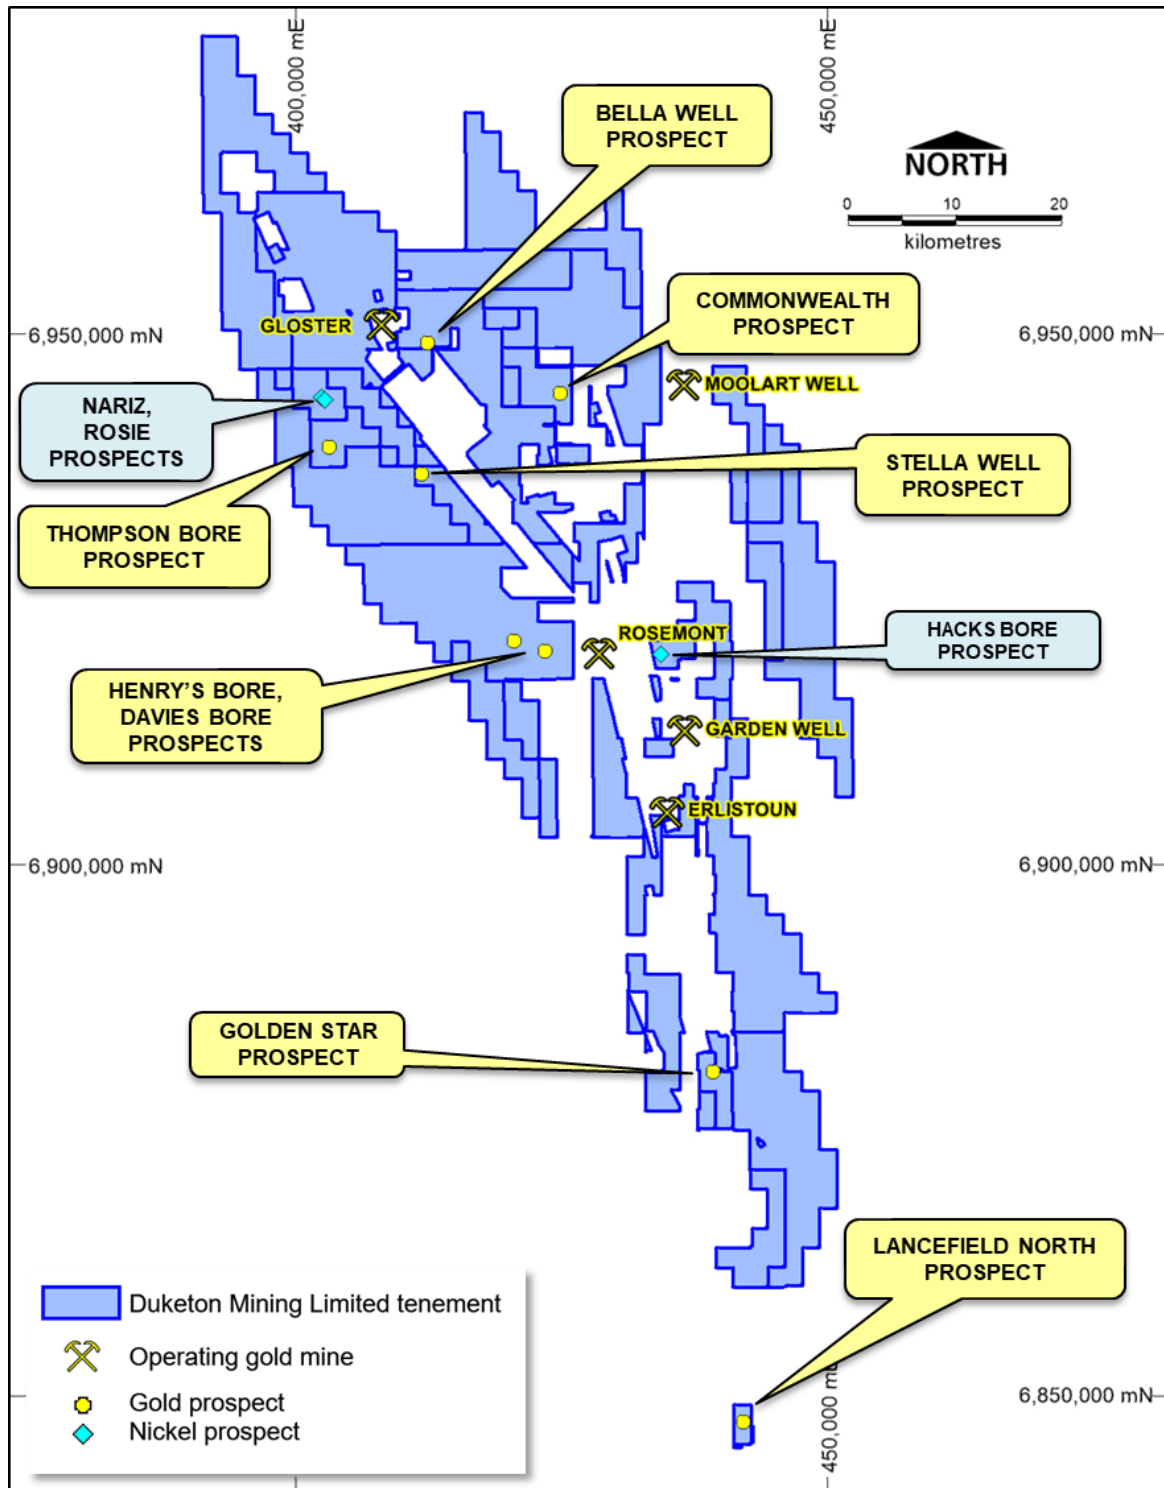 400,000 mE
450,000 mE
BELLA WELL
PROSPECT
NORTH
0 10 20
kilometres
COMMONWEALTH
PROSPECT
GLOSTER
6,950,000 mN
6,950,000 mN
MOOLART WELL
NARIZ,
ROSIE
PROSPECTS
STELLA WELL
PROSPECT
THOMPSON BORE
PROSPECT
ROSEMONT
HACKS BORE
PROSPECT
HENRY'S BORE,
DAVIES BORE
PROSPECTS
GARDEN WELL
ERLISTOUN
6,900,000 mN
6,900,000 mN
GOLDEN STAR
PROSPECT
LANCEFIELD NORTH
PROSPECT
Duketon Mining Limited tenement
Operating gold mine
Gold prospect
Nickel prospect
6,850,000 mN
450,000 mE